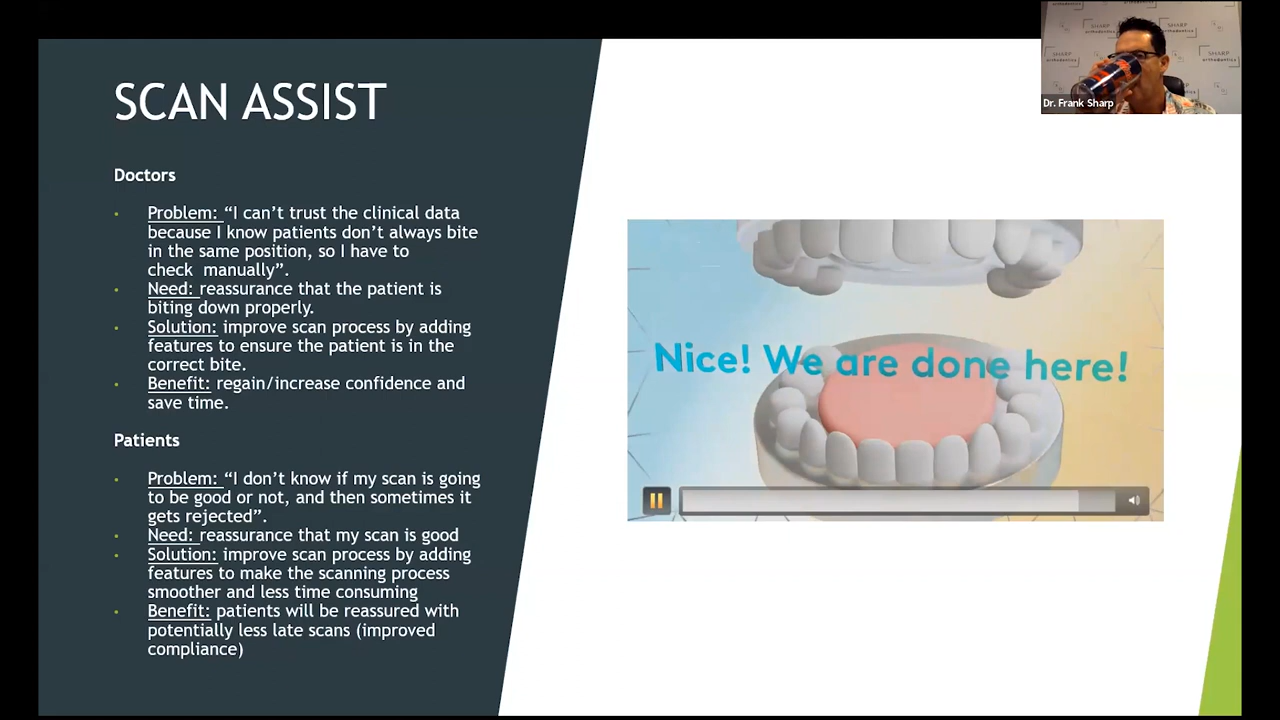 SCAN ASSIST
Doctors
Problem: “I can’t trust the clinical data
because I know patients don’t always bite
in the same position, so I have to
check  manually”.
Need: reassurance that the patient is
biting down properly.
Solution: improve scan process by adding
features to ensure the patient is in the
correct bite.
Benefit: regain/increase confidence and
save time.
Patients
Problem: “I don’t know if my scan is going
to be good or not, and then sometimes it
gets rejected”.
Need: reassurance that my scan is good
Solution: improve scan process by adding
features to make the scanning process
smoother and less time consuming
Benefit: patients will be reassured with
potentially less late scans (improved
compliance)
Nice! We are done here!
SHARP
orthodontics
SHARP
orthodontics
SHARP
orthodontics
Dr. Frank Sharp